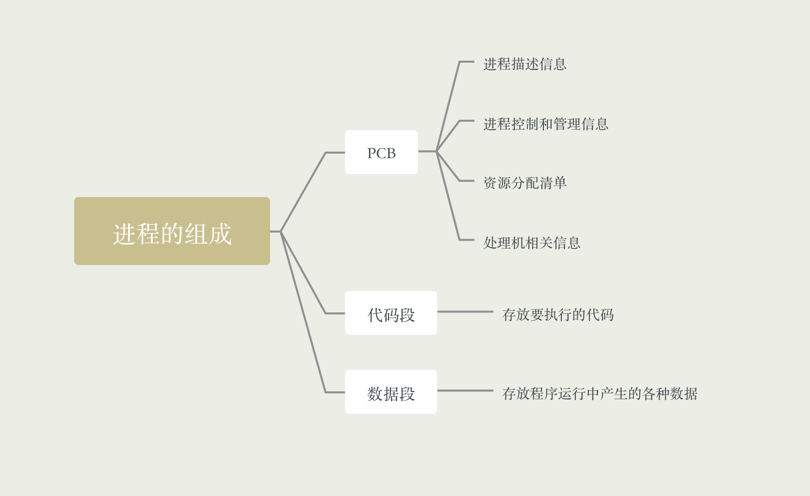 进程的组成
PCB
进程描述信息
进程控制和管理信息
资源分配清单
处理机相关信息
代码段
存放要执行的代码
数据段
存放程序运行中产生的各种数据